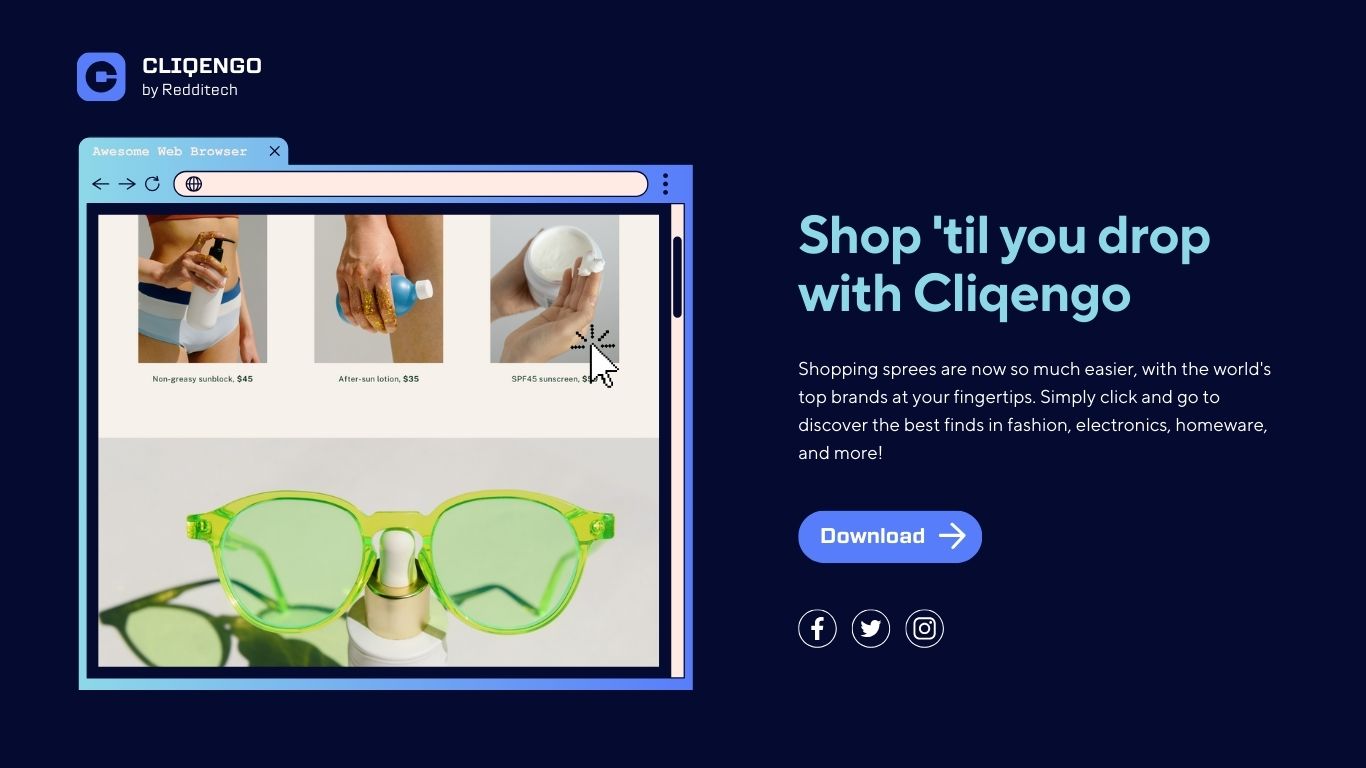 CLIQENGO
by Redditech
Awesome Web Browser
Non-greasy sunblock, $45
After-sun lotion, $35
SPF45 sunscreen,
Shop 'til you drop
with Cliqengo
Shopping sprees are now so much easier, with the world's
top brands at your fingertips. Simply click and go to
discover the best finds in fashion, electronics, homeware,
and more!
Download